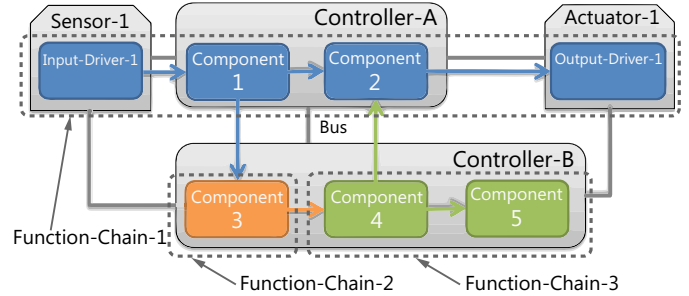 Sensor-1
Controller-A
Actuator-1
Input-Driver-1
Component
1
Component
2
Output-Driver-1
Bus
Controller-B
Component
3
Component
4
Component
5
Function-Chain-1
Function-Chain-2
Function-Chain-3